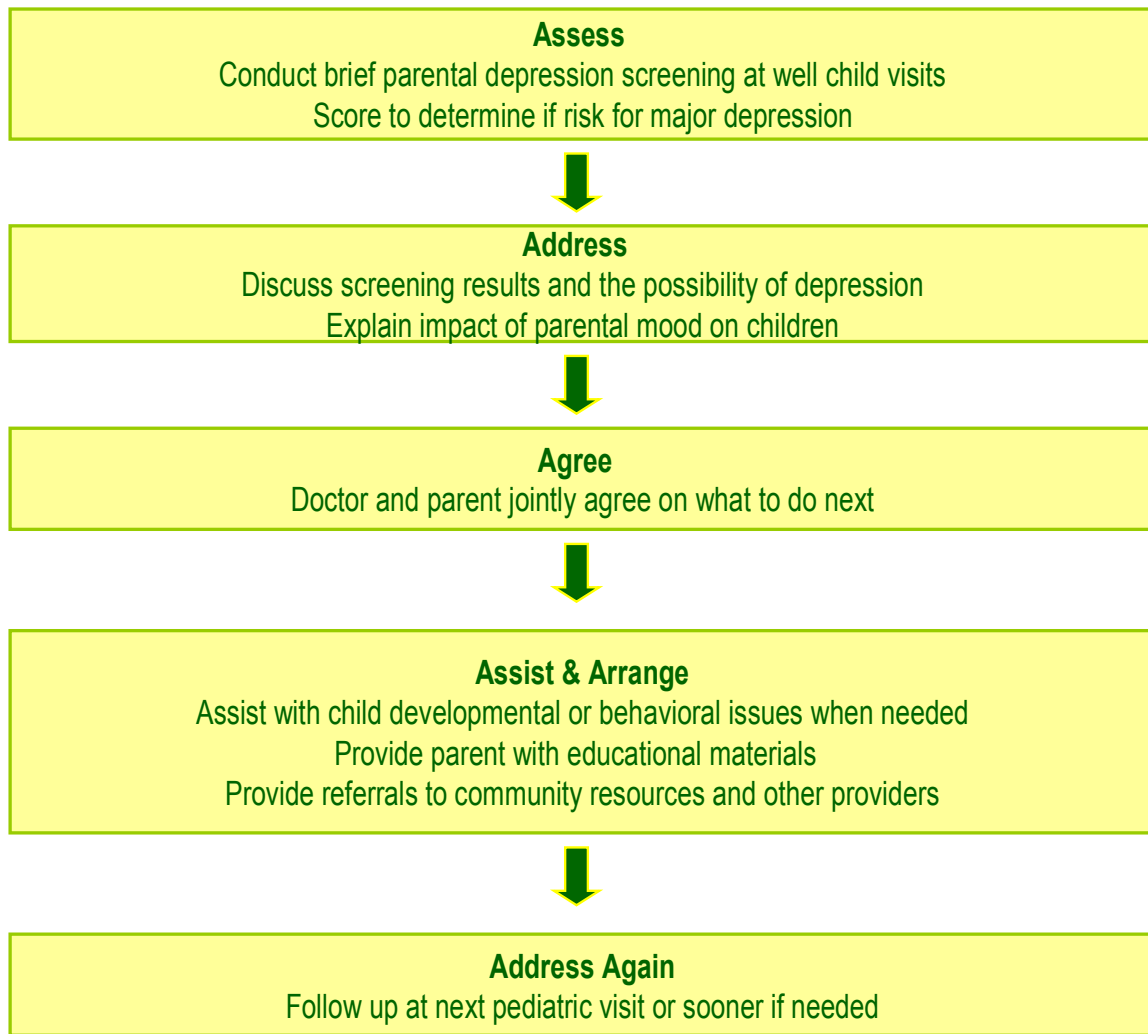 Assess
Conduct brief parental depression screening at well child visits
Score to determine if risk for major depression
Address
Discuss screening results and the possibility of depression
Explain impact of parental mood on children
Agree
Doctor and parent jointly agree on what to do next
Assist & Arrange
Assist with child developmental or behavioral issues when needed
Provide parent with educational materials
Provide referrals to community resources and other providers
Address Again
Follow up at next pediatric visit or sooner if needed